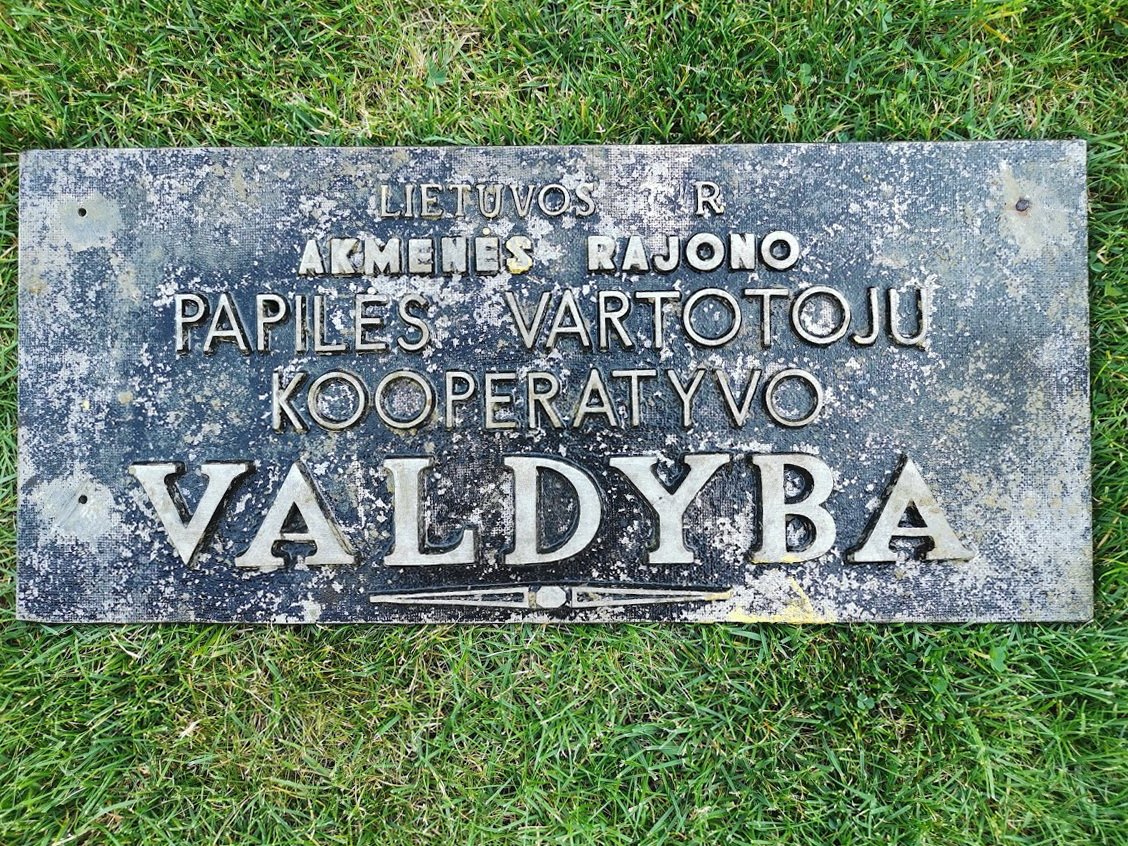 LIETUVOS R
AKMENĖS RAJONO
PAPILES VARTOTOJU
KOOPERATYVO
VALDYBA